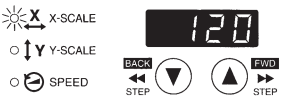 X X-SCALE
120
Y Y-SCALE
BACK FWD
SPEED
STEP STEP